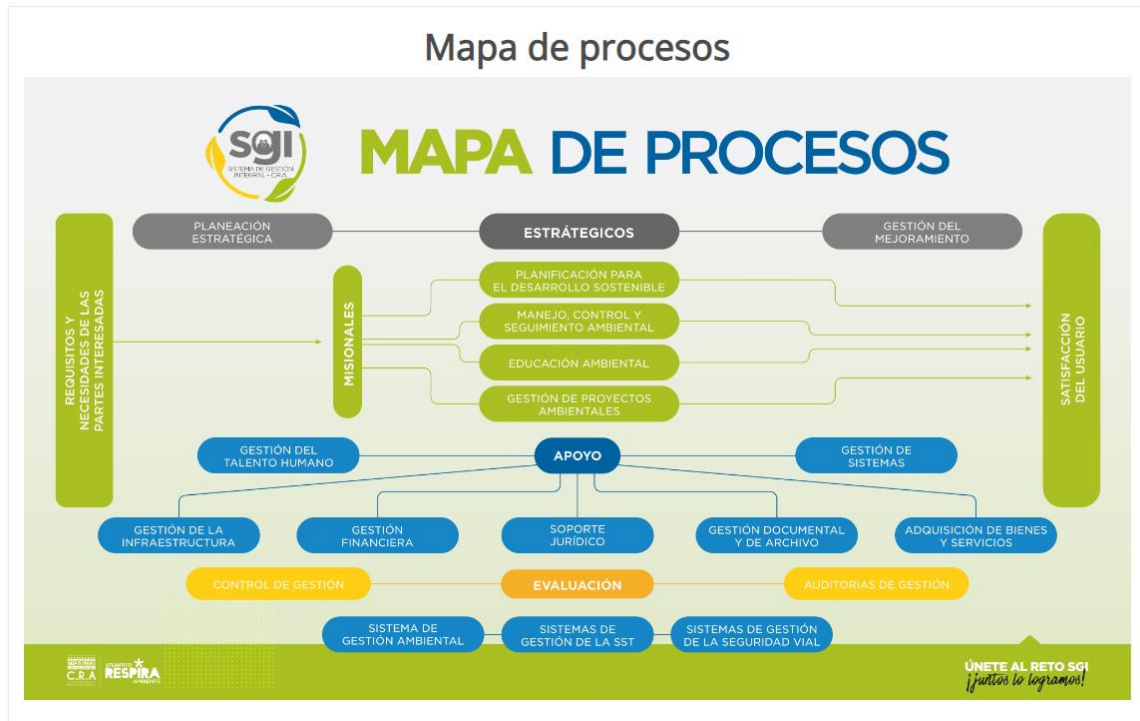 Mapa de procesos
sgi
SISTEMA DE GESTIÓN
INTEGRAL - C.R.A.
MAPA DE PROCESOS
PLANEACIÓN
ESTRATÉGICA
ESTRÁTEGICOS
GESTIÓN DEL
MEJORAMIENTO
REQUISITOS Y
NECESIDADES DE LAS
PARTES INTERESADAS
MISIONALES
PLANIFICACIÓN PARA
EL DESARROLLO SOSTENIBLE
MANEJO, CONTROL Y
SEGUIMIENTO AMBIENTAL
EDUCACIÓN AMBIENTAL
GESTIÓN DE PROYECTOS
AMBIENTALES
SATISFACCIÓN
DEL USUARIO
GESTIÓN DEL
TALENTO HUMANO
APOYO
GESTIÓN DE
SISTEMAS
GESTIÓN DE LA
INFRAESTRUCTURA
GESTIÓN
FINANCIERA
SOPORTE
JURÍDICO
GESTIÓN DOCUMENTAL
Y DE ARCHIVO
ADQUISICIÓN DE BIENES
Y SERVICIOS
CONTROL DE GESTIÓN
EVALUACIÓN
AUDITORIAS DE GESTIÓN
SISTEMA DE
GESTIÓN AMBIENTAL
SISTEMAS DE
GESTIÓN DE LA SST
SISTEMAS DE GESTIÓN
DE LA SEGURIDAD VIAL
C.R.A
ATLÁNTICO
RESPIRA
AMBIENTE
ÚNETE AL RETO SGI
¡juntos lo logramos!